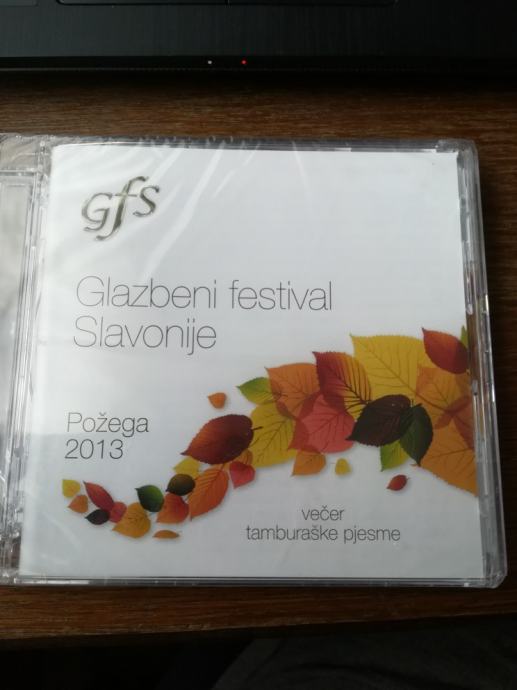 GfS
Glazbeni festival
Slavonije
Požega
2013
večer
tamburaške pjesme